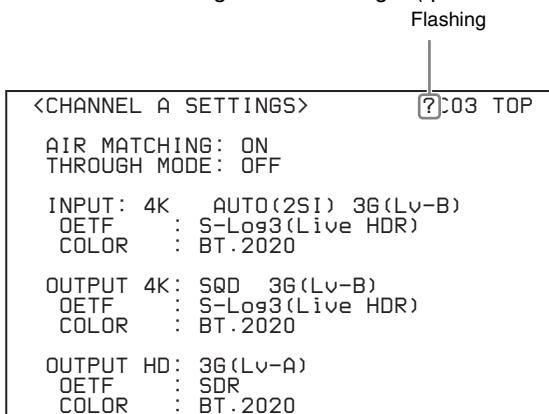 Flashing
<CHANNEL A SETTINGS> ?C03 TOP
AIR MATCHING: ON
THROUGH MODE: OFF
INPUT: 4K AUTO(2SI) 3G(Lv-B)
OETF : S-Log3(Live HDR)
COLOR : BT.2020
OUTPUT 4K: SQD 3G(Lv-B)
OETF : S-Log3(Live HDR)
COLOR : BT.2020
OUTPUT HD: 3G(Lv-A)
OETF : SDR
COLOR : BT.2020